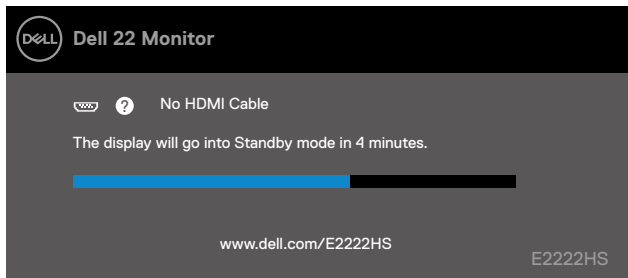 DELL
Dell 22 Monitor
? No HDMI Cable
The display will go into Standby mode in 4 minutes.
www.dell.com/E2222HS
E2222HS